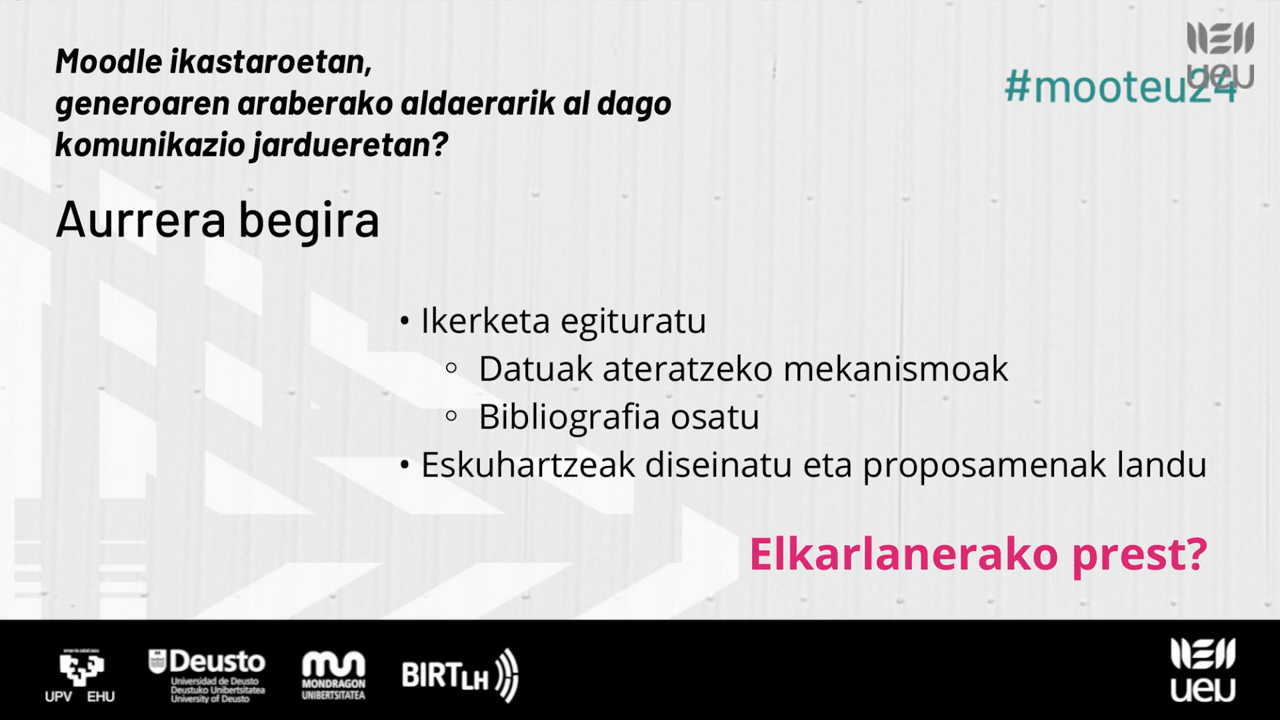 Moodle ikastaroetan,
generoaren araberako aldaerarik al dago
komunikazio jardueretan?
#mooteu24
ueu
Aurrera begira
• Ikerketa egituratu
◦ Datuak ateratzeko mekanismoak
◦ Bibliografia osatu
• Eskuhartzeak diseinatu eta proposamenak landu
Elkarlanerako prest?
UPV EHU
Deusto
Universidad de Deusto
Deustuko Unibertsitatea
University of Deusto
MONDRAGON
UNIBERTSITATEA
BIRTLH
ueu